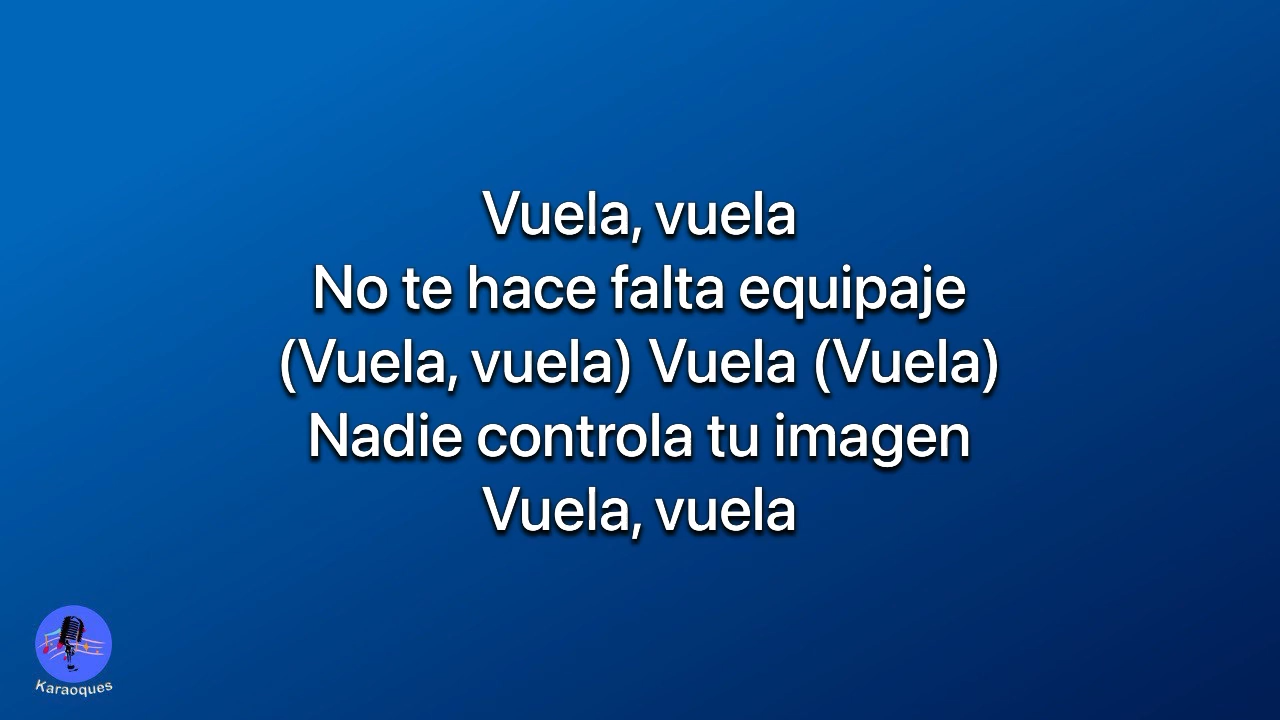 Vuela, vuela
No te hace falta equipaje
(Vuela, vuela) Vuela (Vuela)
Nadie controla tu imagen
Vuela, vuela
Karaoques